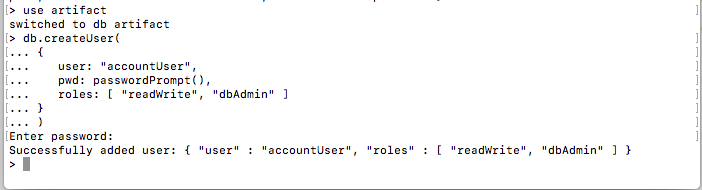 [> use artifact ]
switched to db artifact
[> db.createUser( ]
[... { ]
[...    user: "accountUser", ]
[...    pwd: passwordPrompt(), ]
[...    roles: [ "readWrite", "dbAdmin" ] ]
[... } ]
[... ) ]
[Enter password: ]
Successfully added user: { "user" : "accountUser", "roles" : [ "readWrite", "dbAdmin" ] }
>